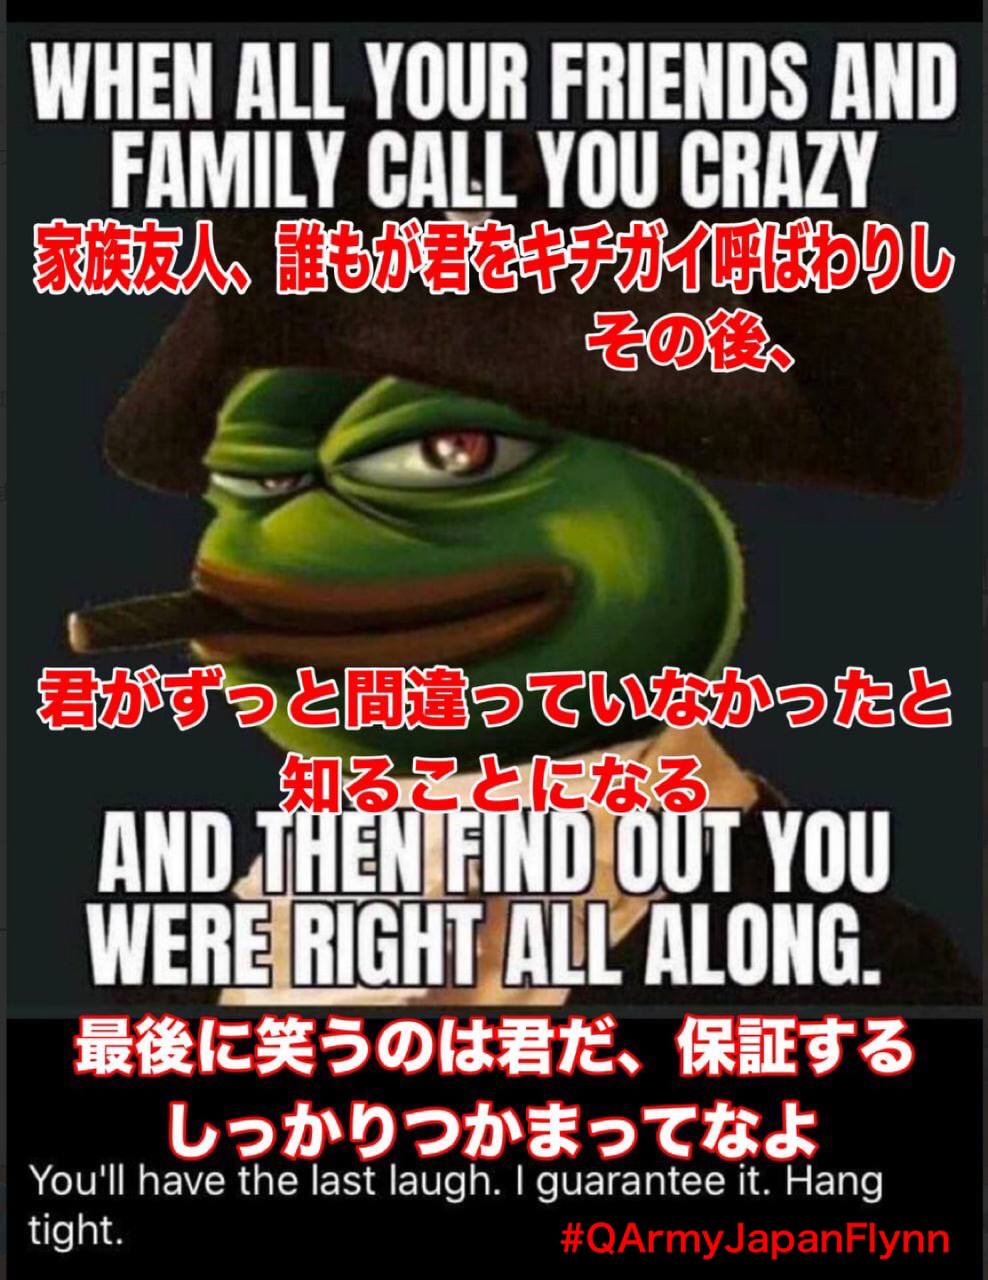 WHEN ALL YOUR FRIENDS AND
FAMILY CALL YOU CRAZY
家族友人、誰もが君をキチガイ呼ばわりし
その後、
君がずっと間違っていなかったと
知ることになる
AND THEN FIND OUT YOU
WERE RIGHT ALL ALONG.
最後に笑うのは君だ、保証する
しっかりつかまってなよ
You'll have the last laugh. I guarantee it. Hang
tight.
#QArmyJapanFlynn